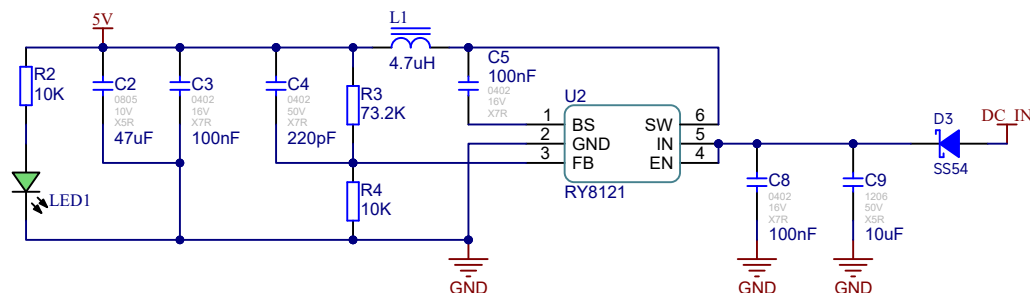 5V
L1
4.7uH
R2
10K
C2
0805
10V
X5R
47uF
C3
0402
16V
X7R
100nF
C4
0402
50V
X7R
220pF
R3
73.2K
C5
100nF
0402
16V
X7R
U2
1
BS
SW
6
2
GND
IN
5
3
FB
EN
4
RY8121
D3
SS54
DC_IN
LED1
R4
10K
C8
0402
16V
X7R
100nF
C9
1206
50V
X5R
10uF
GND
GND
GND